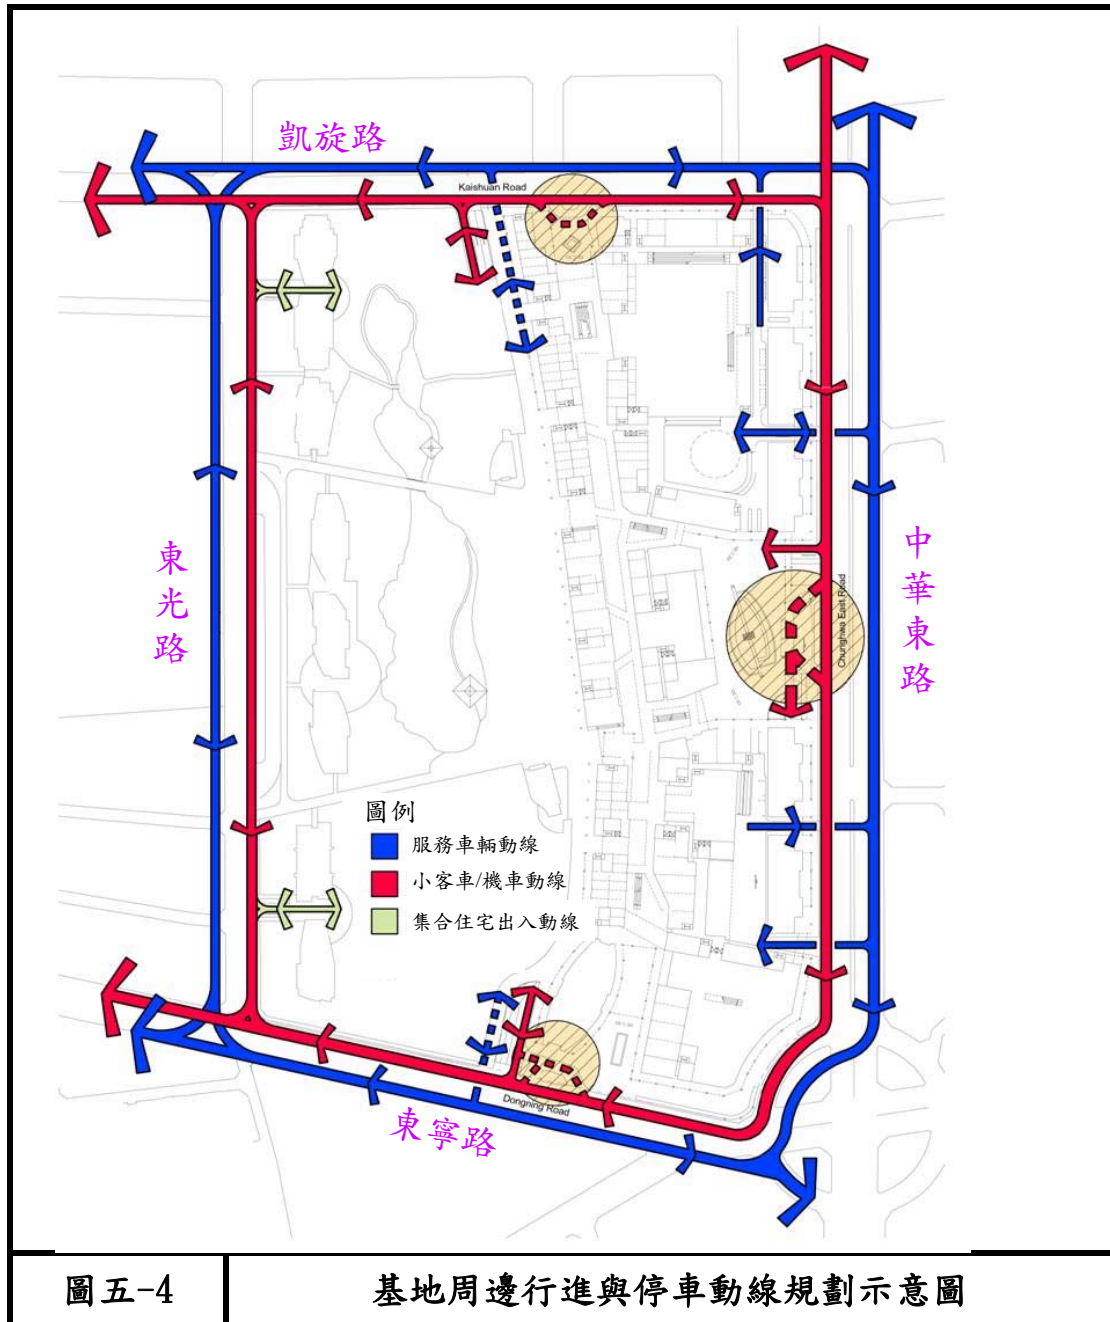 凱旋路
Kaishuan Road
東光路
中華東路
Chunghwa East Road
圖例
服務車輛動線
小客車/機車動線
集合住宅出入動線
Dongning Road
東寧路
圖五-4
基地周邊行進與停車動線規劃示意圖